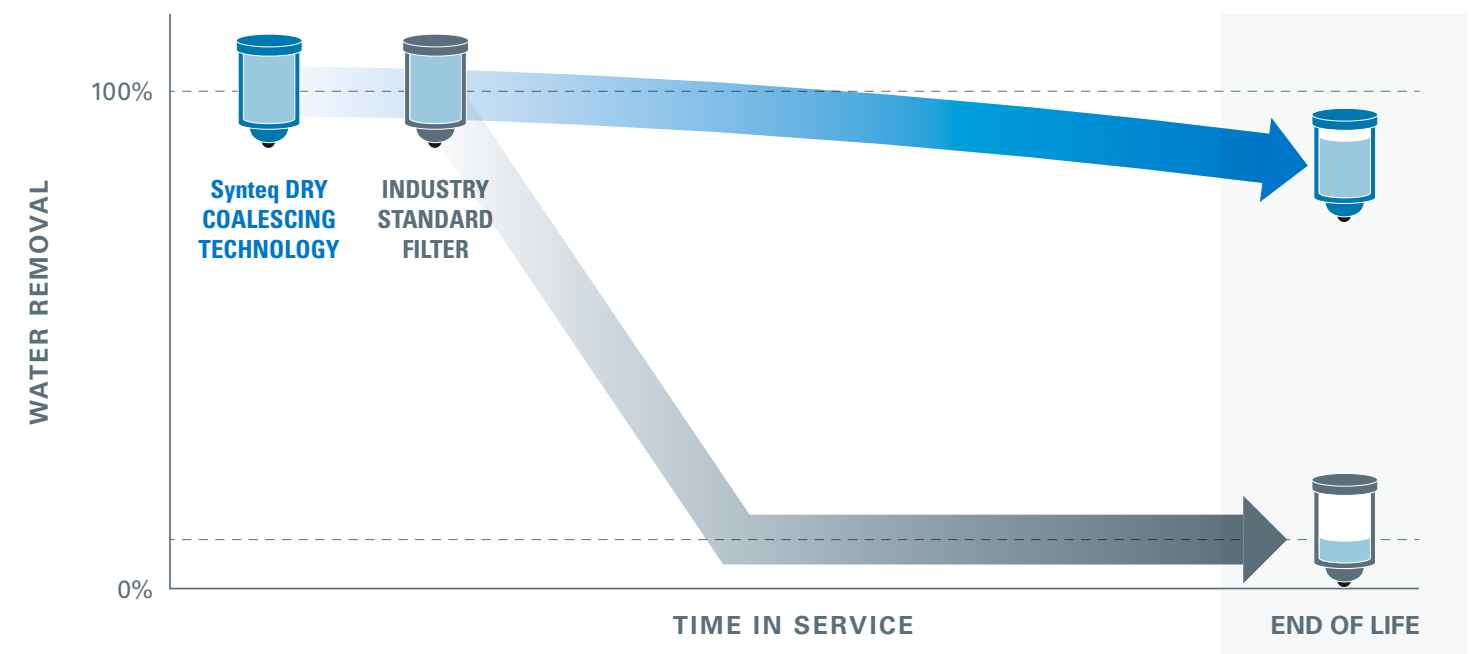 100%
Synteq DRY
COALESCING
TECHNOLOGY
INDUSTRY
STANDARD
FILTER
WATER REMOVAL
0%
TIME IN SERVICE
END OF LIFE